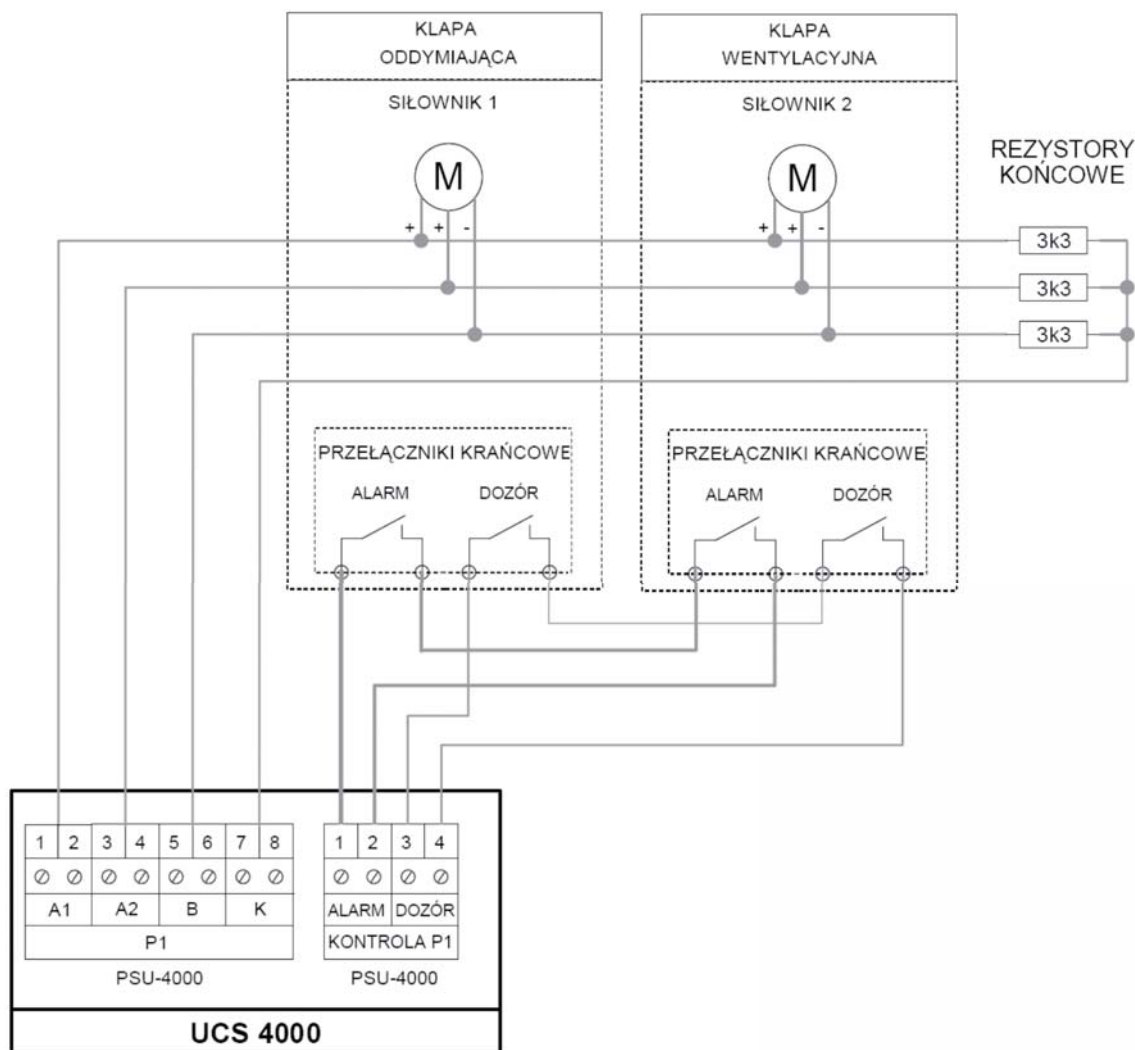 KLAPA
ODDYMIAJĄCA
KLAPA
WENTYLACYJNA
SIŁOWNIK 1
SIŁOWNIK 2
REZYSTORY
KOŃCOWE
M
M
+ + -
+ + -
3k3
3k3
3k3
PRZEŁĄCZNIKI KRAŃCOWE
PRZEŁĄCZNIKI KRAŃCOWE
ALARM DOZÓR
ALARM DOZÓR
1 2 3 4 5 6 7 8
1 2 3 4
A1 A2 B K
ALARM DOZÓR
P1
KONTROLA P1
PSU-4000
PSU-4000
UCS 4000